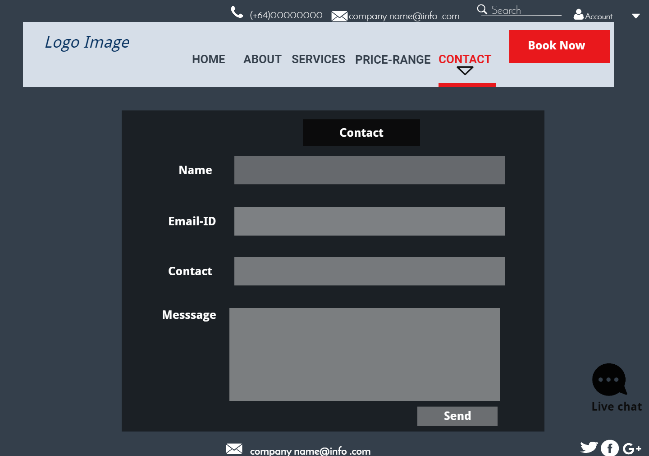 (+64)00000000 company name@info .com Search Account
Logo Image
HOME ABOUT SERVICES PRICE-RANGE CONTACT Book Now
Contact
Name
Email-ID
Contact
Messsage
Send
Live chat
company name@info .com